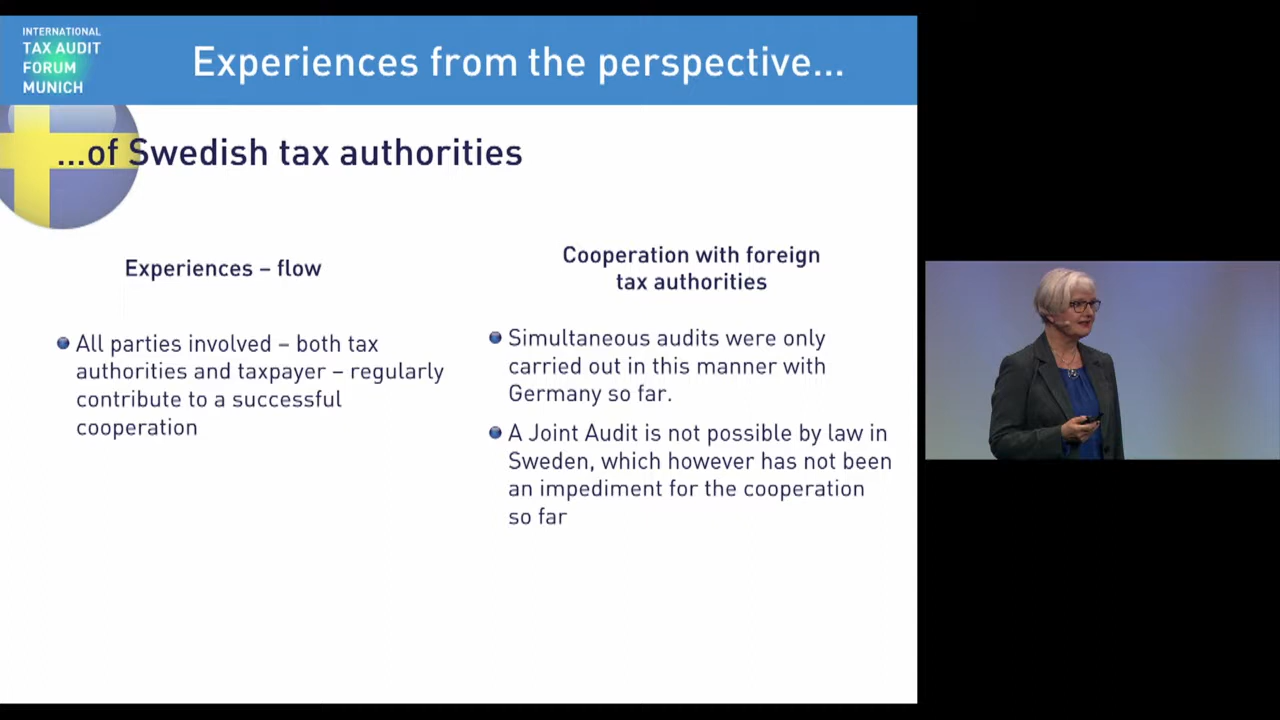 INTERNATIONAL
TAX AUDIT
FORUM
MUNICH
Experiences from the perspective...
...of Swedish tax authorities
Experiences – flow
All parties involved – both tax
authorities and taxpayer – regularly
contribute to a successful
cooperation
Cooperation with foreign
tax authorities
Simultaneous audits were only
carried out in this manner with
Germany so far.
A Joint Audit is not possible by law in
Sweden, which however has not been
an impediment for the cooperation
so far